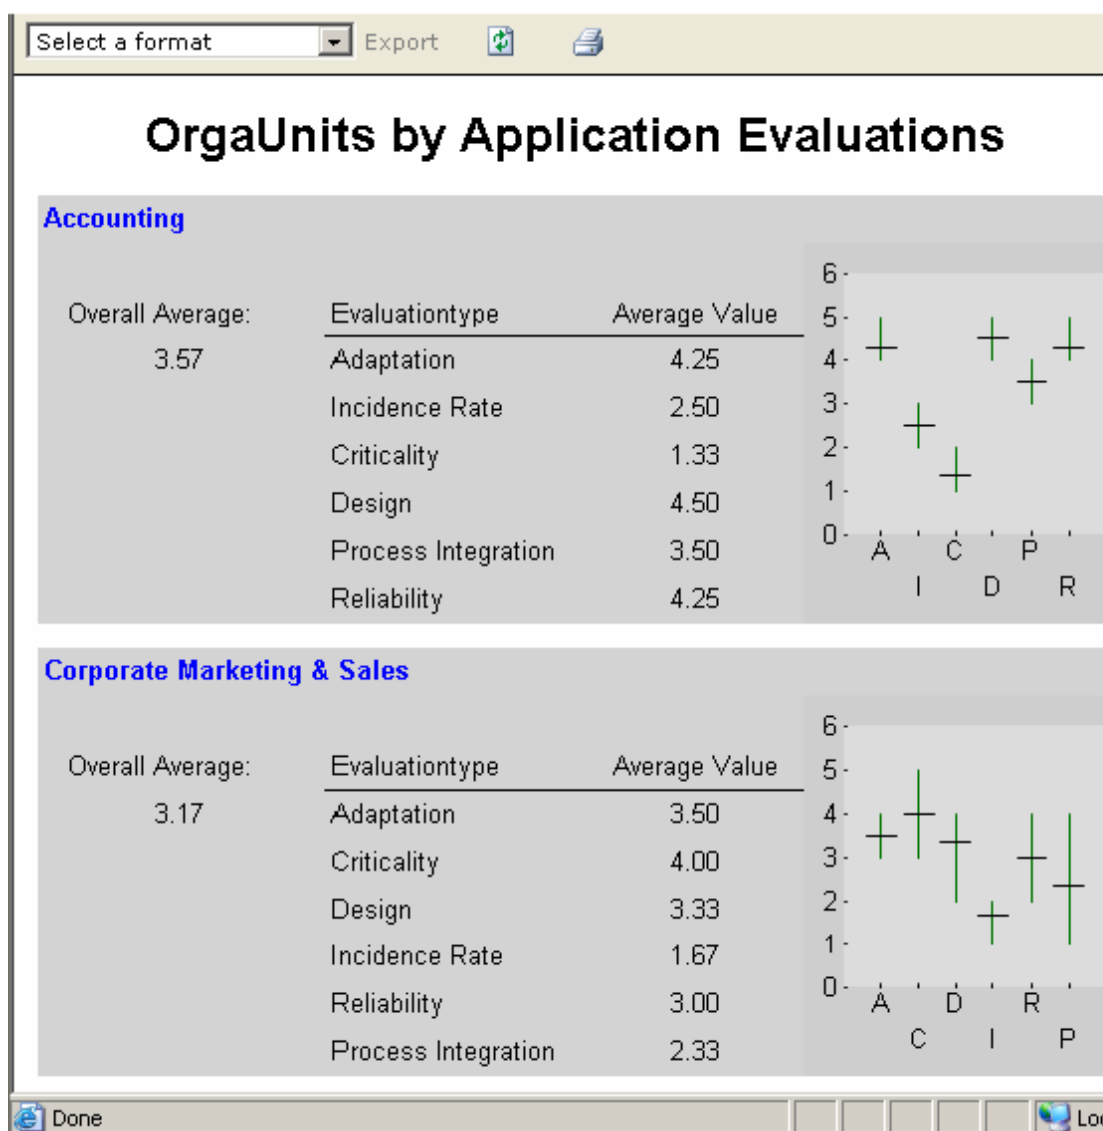 Select a format Export
OrgaUnits by Application Evaluations
Accounting
Overall Average: Evaluationtype Average Value
3.57 Adaptation 4.25
Incidence Rate 2.50
Criticality 1.33
Design 4.50
Process Integration 3.50
Reliability 4.25
6
5
4
3
2
1
0
A C P
I D R
Corporate Marketing & Sales
Overall Average: Evaluationtype Average Value
3.17 Adaptation 3.50
Criticality 4.00
Design 3.33
Incidence Rate 1.67
Reliability 3.00
Process Integration 2.33
6
5
4
3
2
1
0
A D R
C I P
Done